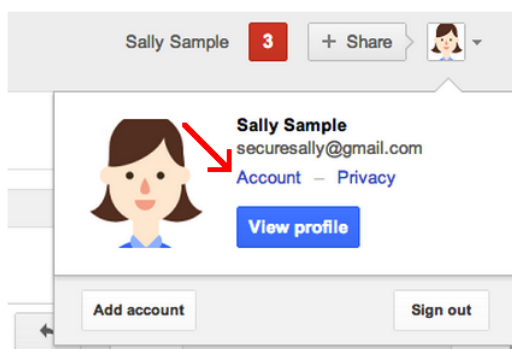 Sally Sample 3 + Share
Sally Sample
securesally@gmail.com
Account – Privacy
View profile
Add account Sign out